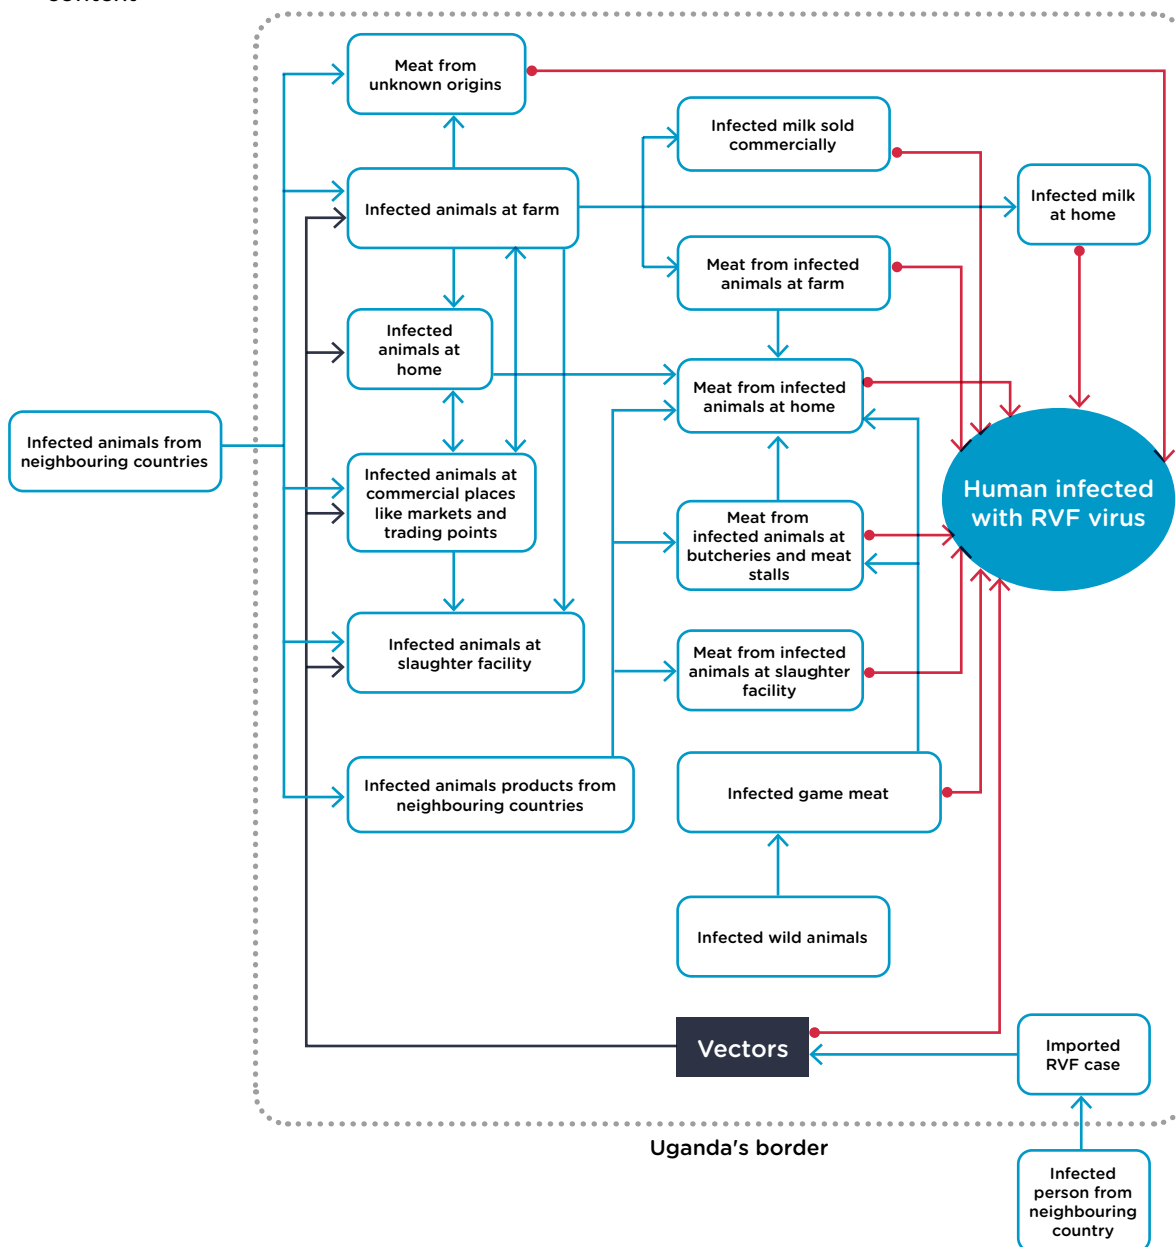 Meat from
unknown origins
Infected milk sold
commercially
Infected animals at farm
Infected milk
at home
Meat from infected
animals at farm
Infected
animals at
home
Meat from infected
animals at home
Infected animals from
neighbouring countries
Infected animals at
commercial places
like markets and
trading points
Human infected
with RVF virus
Meat from
infected animals at
butcheries and meat
stalls
Infected animals at
slaughter facility
Meat from infected
animals at slaughter
facility
Infected animals products from
neighbouring countries
Infected game meat
Infected wild animals
Vectors
Imported
RVF case
Uganda's border
Infected
person from
neighbouring
country